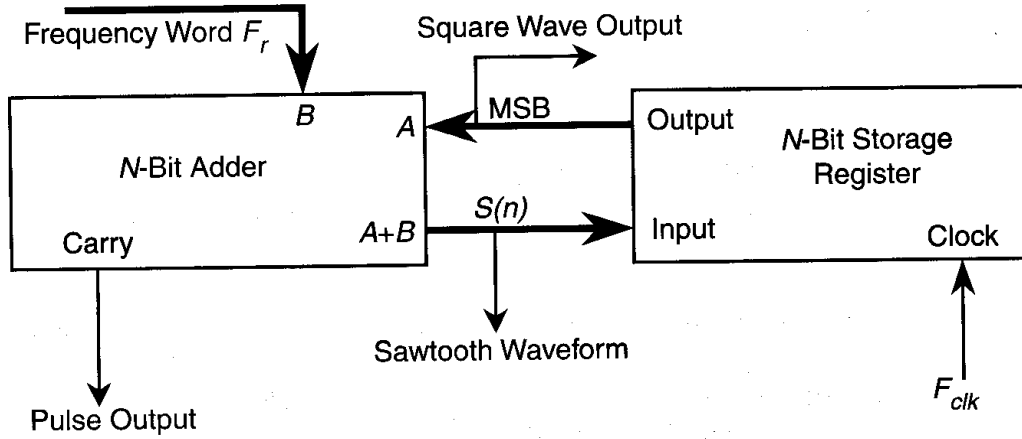 Frequency Word F_r
Square Wave Output
B
A
MSB
Output
N-Bit Adder
N-Bit Storage
Register
S(n)
Carry
A+B
Input
Clock
Sawtooth Waveform
Pulse Output
F_clk